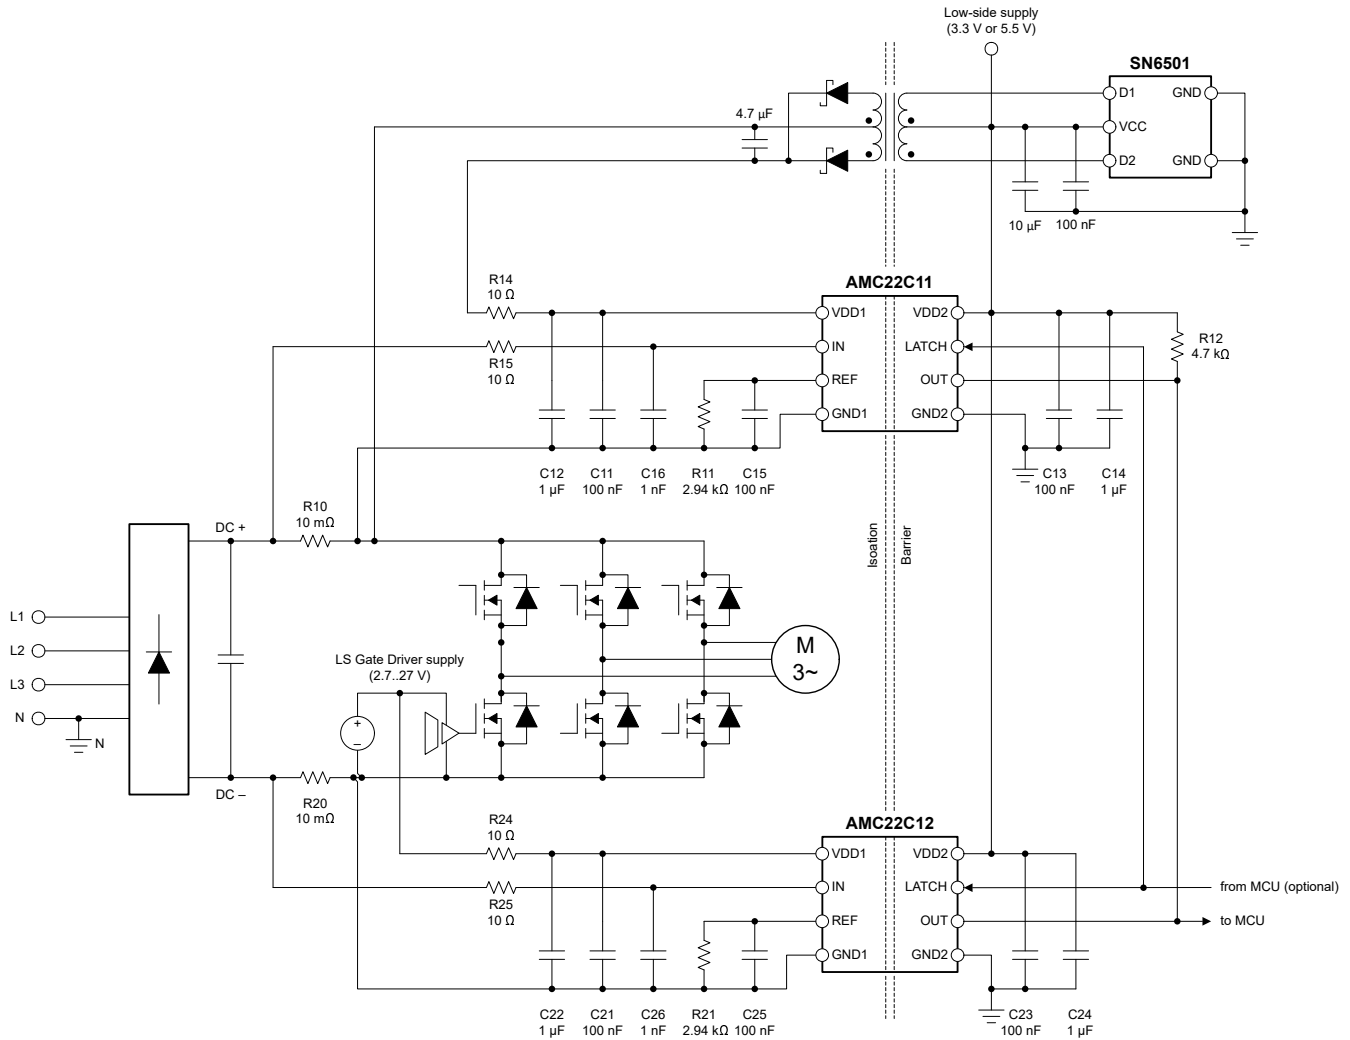 Low-side supply
(3.3 V or 5.5 V)
SN6501
D1
GND
4.7 µF
VCC
D2
GND
10 µF
100 nF
AMC22C11
R14
10 Ω
VDD1
VDD2
R15
10 Ω
IN
LATCH
R12
4.7 kΩ
REF
OUT
GND1
GND2
C12
1 µF
C11
100 nF
C16
1 nF
R11
2.94 kΩ
C15
100 nF
C13
100 nF
C14
1 µF
DC +
R10
10 mΩ
Isoation
Barrier
L1
L2
L3
N
N
LS Gate Driver supply
(2.7..27 V)
+
–
M
3~
DC –
R20
10 mΩ
AMC22C12
R24
10 Ω
VDD1
VDD2
R25
10 Ω
IN
LATCH
from MCU (optional)
REF
OUT
to MCU
GND1
GND2
C22
1 µF
C21
100 nF
C26
1 nF
R21
2.94 kΩ
C25
100 nF
C23
100 nF
C24
1 µF